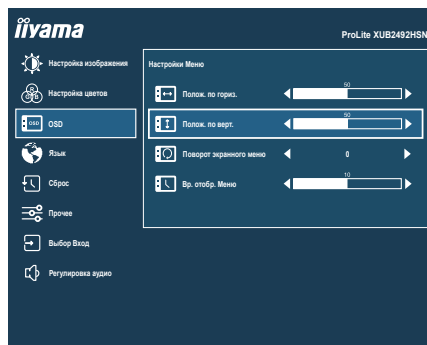 iiyama
ProLite XUB2492HSN
Настройка изображения
Настройки Меню
50
Полож. по гориз.
R
G B
Настройка цветов
50
OSD
OSD
Полож. по верт.
Язык
Поворот экранного меню
0
10
Сброс
Вр. отобр. Меню
Прочее
Выбор Вход
Регулировка аудио